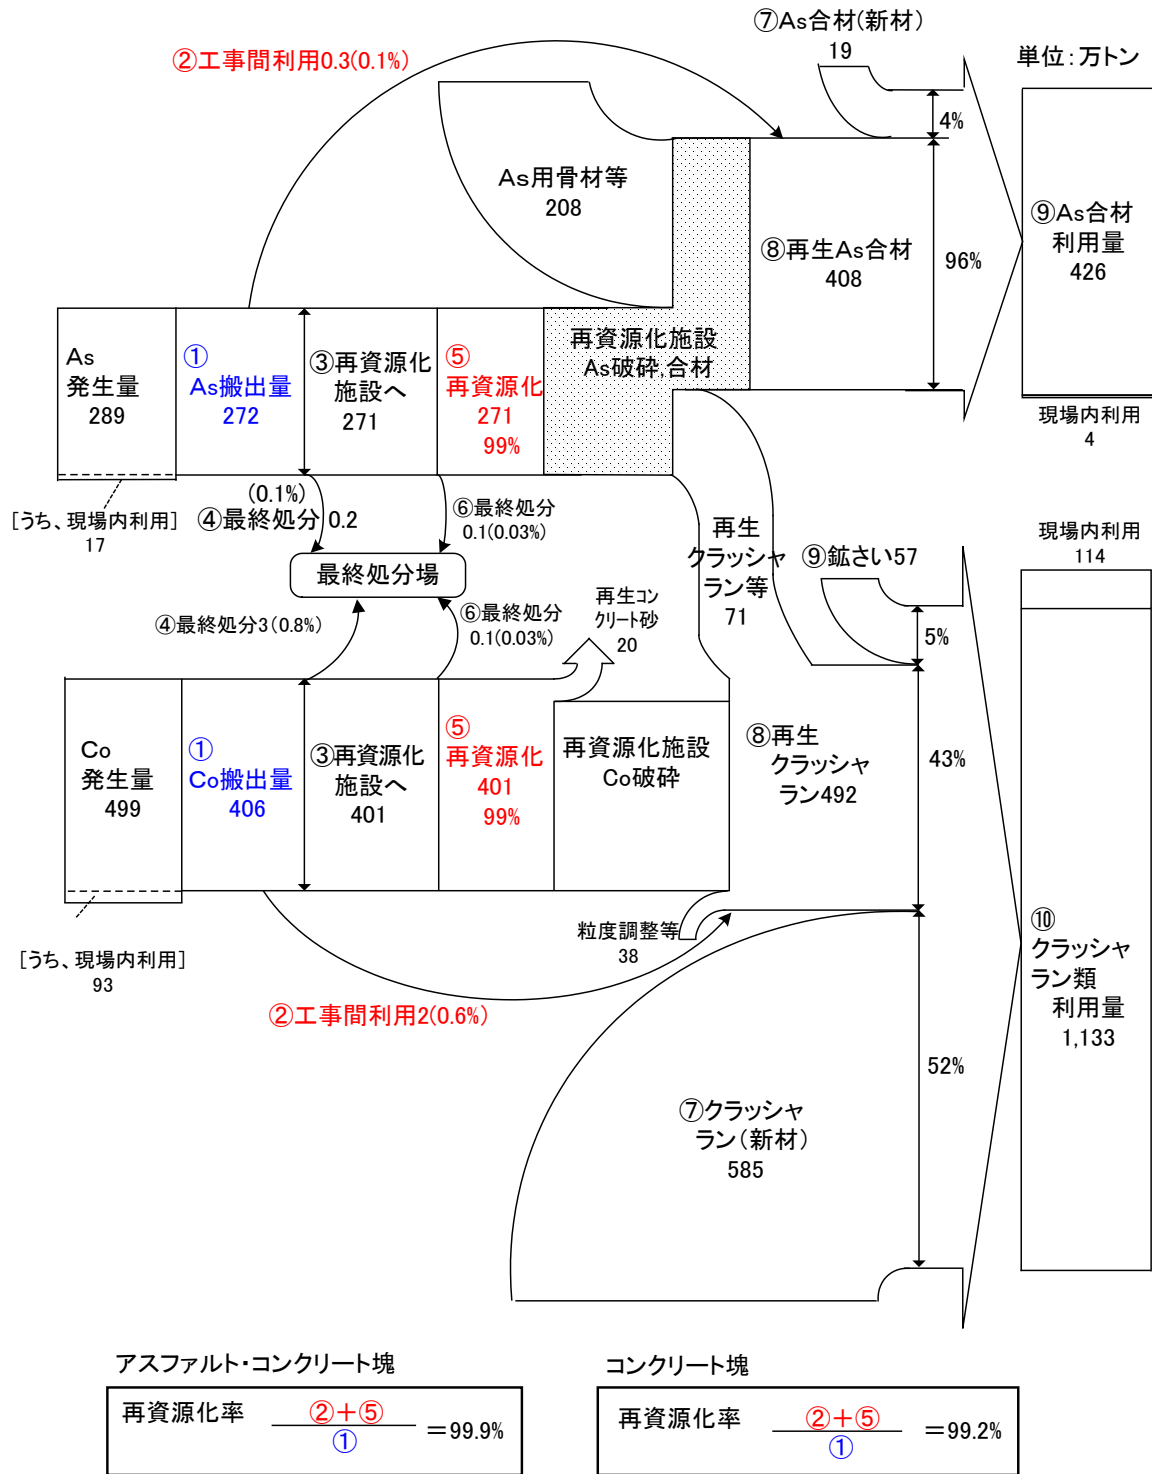 ⑦As合材(新材)
19
単位：万トン
②工事間利用0.3(0.1%)
4%
As用骨材等
208
⑧再生As合材
408
96%
⑨As合材
利用量
426
As
発生量
289
①
As搬出量
272
③再資源化
施設へ
271
⑤
再資源化
271
99%
再資源化施設
As破砕,合材
現場内利用
4
[うち、現場内利用]
17
(0.1%)
④最終処分 0.2
⑥最終処分
0.1(0.03%)
最終処分場
再生
クラッシャ
ラン等
71
⑨鉱さい57
現場内利用
114
④最終処分3(0.8%)
⑥最終処分
0.1(0.03%)
再生コン
クリート砂
20
5%
Co
発生量
499
①
Co搬出量
406
③再資源化
施設へ
401
⑤
再資源化
401
99%
再資源化施設
Co破砕
⑧再生
クラッシャ
ラン492
43%
[うち、現場内利用]
93
粒度調整等
38
②工事間利用2(0.6%)
⑩
クラッシャ
ラン類
利用量
1,133
52%
⑦クラッシャ
ラン（新材）
585
アスファルト・コンクリート塊
再資源化率
②＋⑤
①
＝99.9%
コンクリート塊
再資源化率
②＋⑤
①
＝99.2%